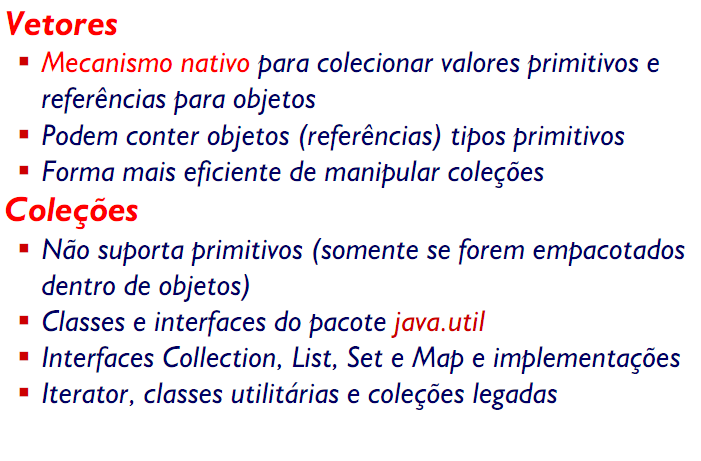 Vetores
▪ Mecanismo nativo para colecionar valores primitivos e
referências para objetos
▪ Podem conter objetos (referências) tipos primitivos
▪ Forma mais eficiente de manipular coleções
Coleções
▪ Não suporta primitivos (somente se forem empacotados
dentro de objetos)
▪ Classes e interfaces do pacote java.util
▪ Interfaces Collection, List, Set e Map e implementações
▪ Iterator, classes utilitárias e coleções legadas